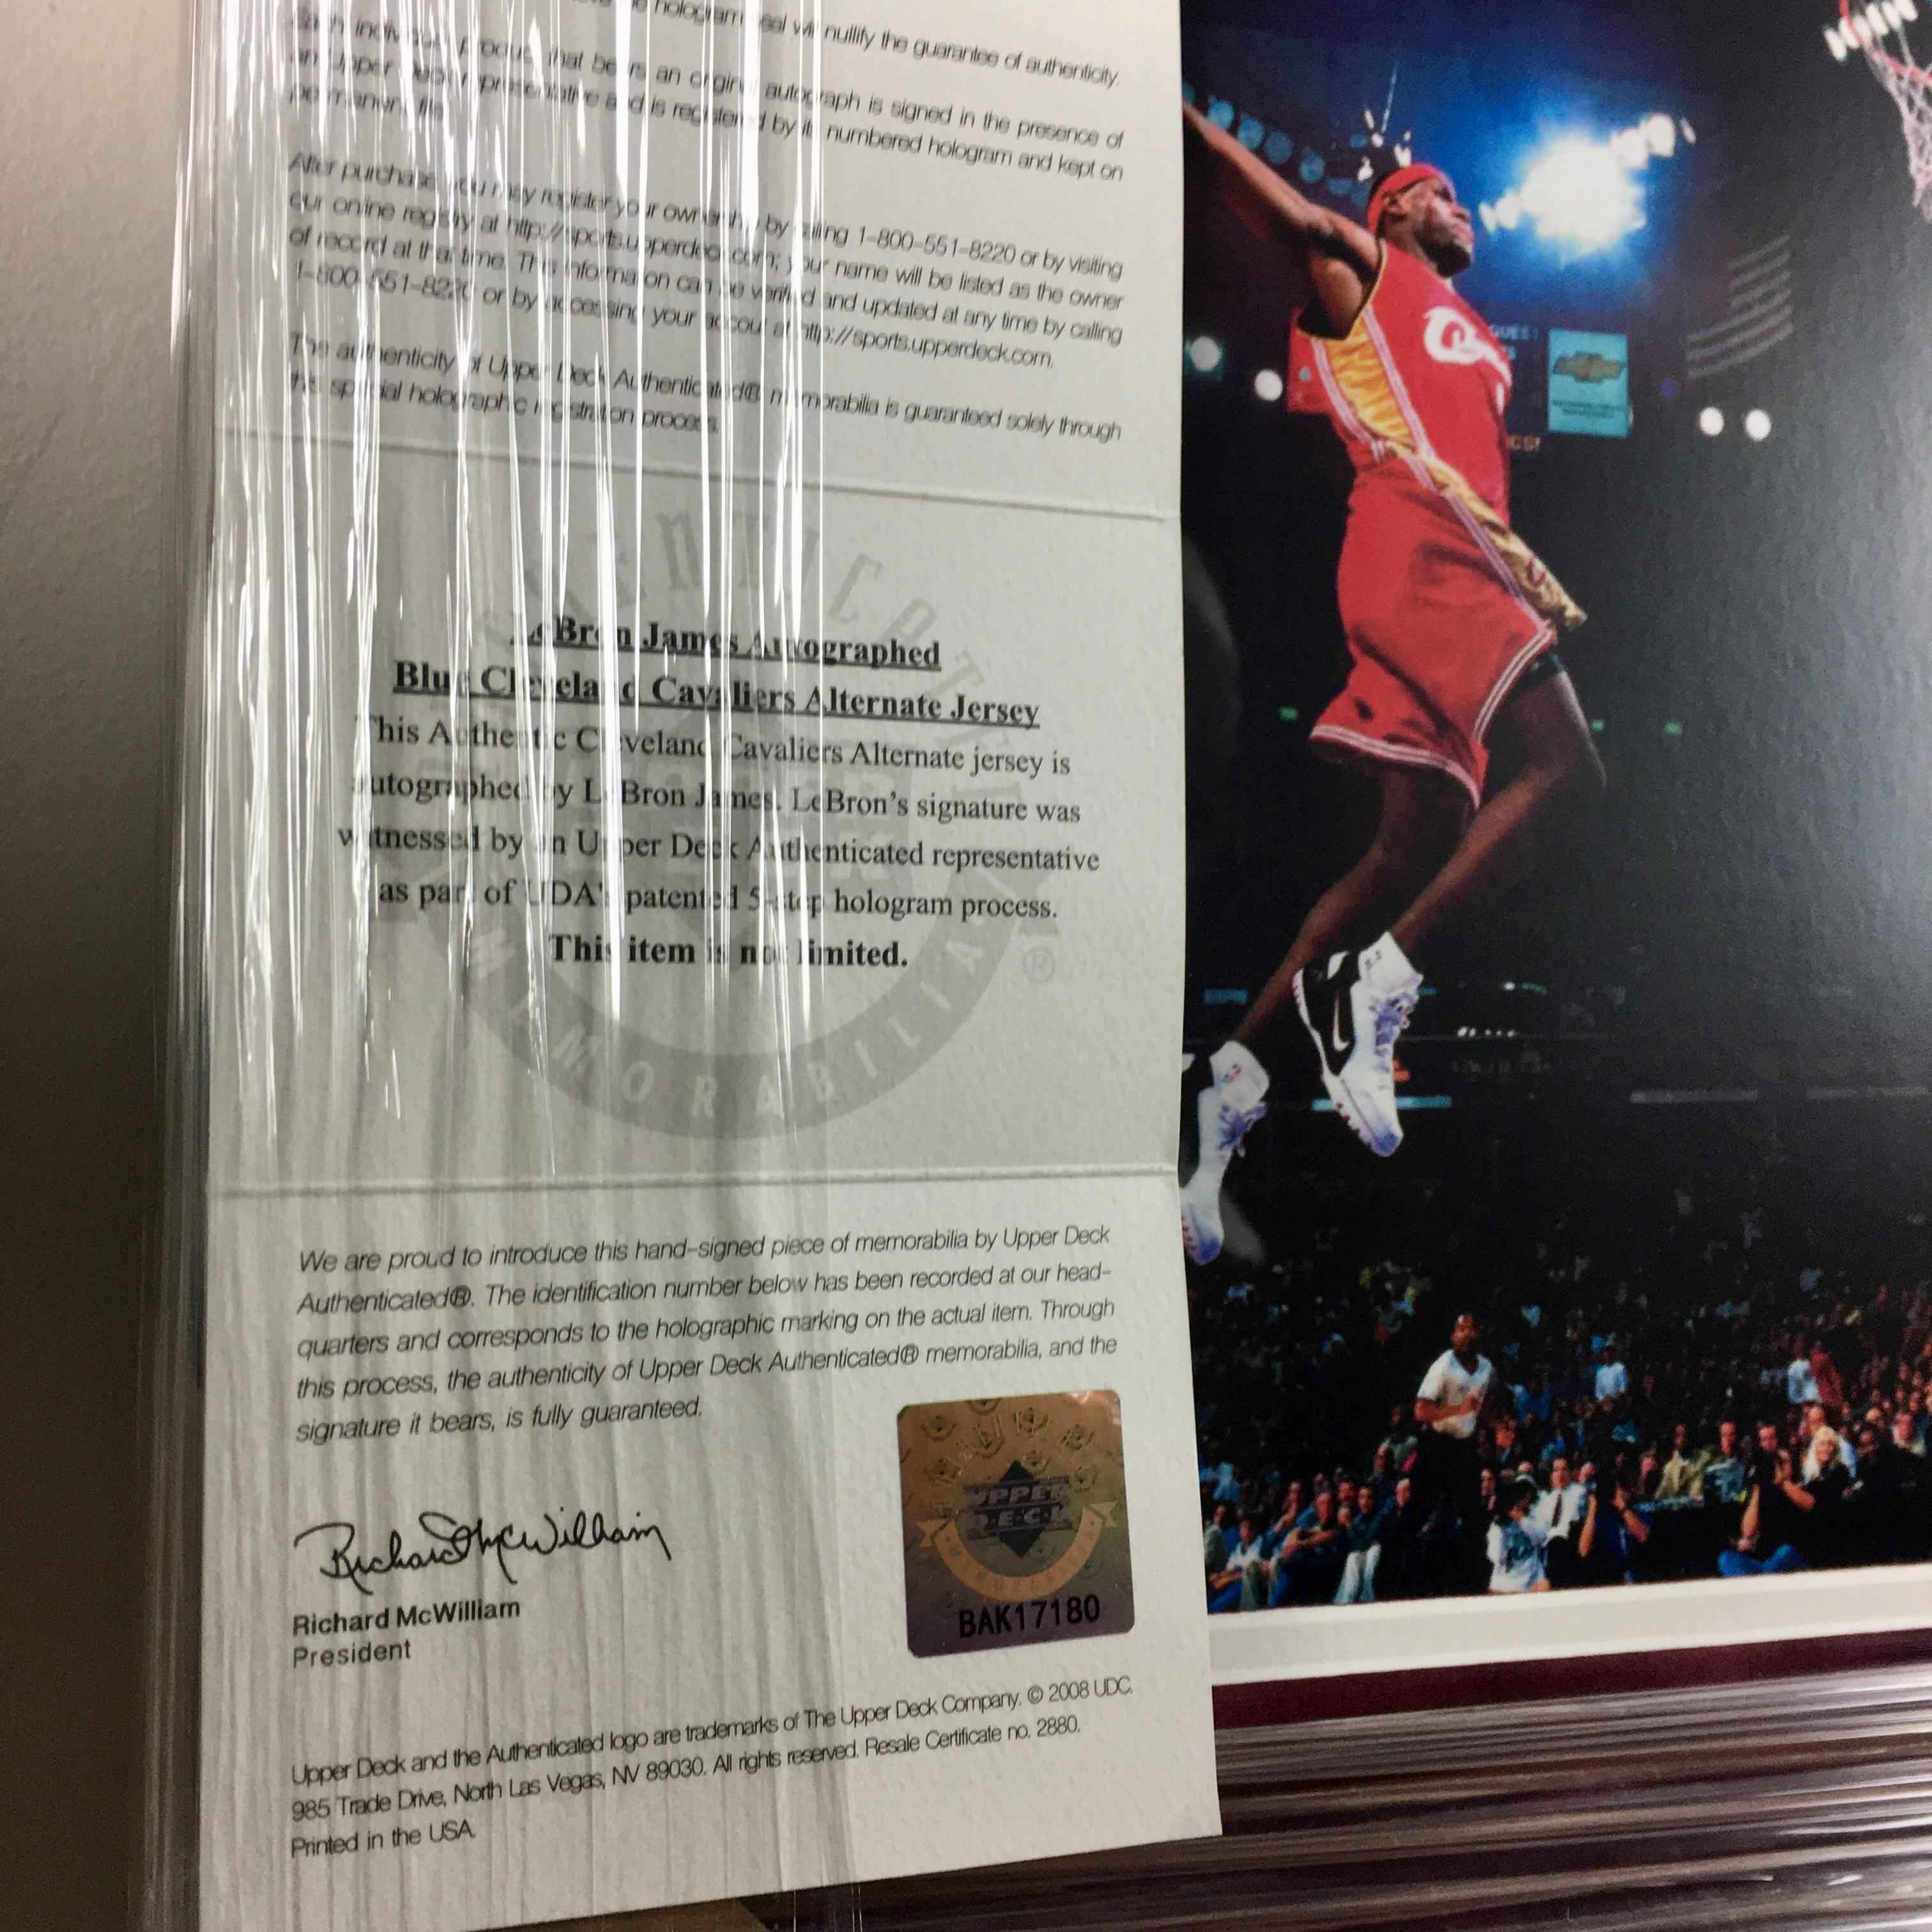 hologram seal will nullify the guarantee of authenticity.
Each individual product that bears an original autograph is signed in the presence of
an Upper Deck representative and is registered by its numbered hologram and kept on
permanent file.
After purchase, you may register your ownership by calling 1-800-551-8220 or by visiting
our online registry at http://sports.upperdeck.com; your name will be listed as the owner
of record at that time. This information can be verified and updated at any time by calling
1-800-551-8220 or by accessing your account at http://sports.upperdeck.com.
The authenticity of Upper Deck Authenticated® memorabilia is guaranteed solely through
this special holographic registration process.
LeBron James Autographed
Blue Cleveland Cavaliers Alternate Jersey
This Authentic Cleveland Cavaliers Alternate jersey is
autographed by LeBron James. LeBron's signature was
witnessed by an Upper Deck Authenticated representative
as part of UDA's patented 5-step hologram process.
This item is not limited.
MEMORABILIA ®
We are proud to introduce this hand-signed piece of memorabilia by Upper Deck
Authenticated®. The identification number below has been recorded at our head-
quarters and corresponds to the holographic marking on the actual item. Through
this process, the authenticity of Upper Deck Authenticated® memorabilia, and the
signature it bears, is fully guaranteed.
Richard McWilliam
Richard McWilliam
President
UPPER
DECK
BAK17180
Upper Deck and the Authenticated logo are trademarks of The Upper Deck Company. © 2008 UDC.
985 Trade Drive, North Las Vegas, NV 89030. All rights reserved. Resale Certificate no. 2880.
Printed in the USA